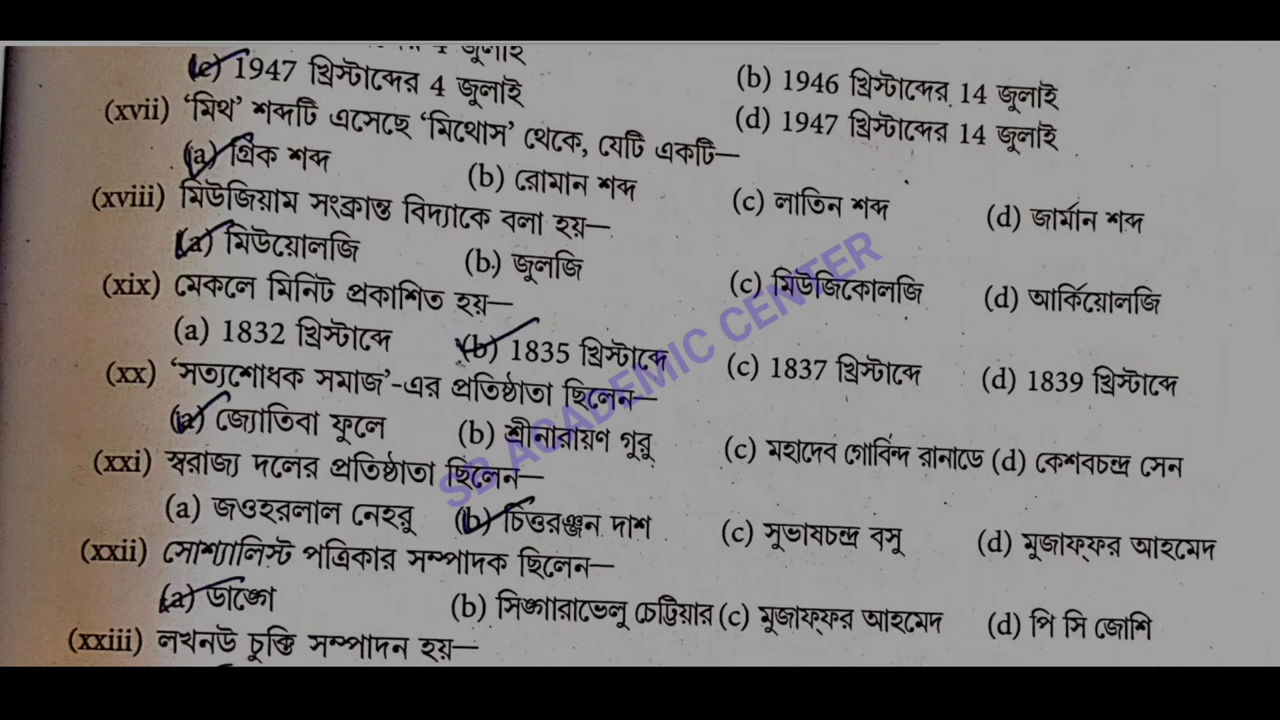 4 জুলাই
(c) 1947 খ্রিস্টাব্দের 4 জুলাই (b) 1946 খ্রিস্টাব্দের 14 জুলাই
(d) 1947 খ্রিস্টাব্দের 14 জুলাই
(xvii) ‘মিথ’ শব্দটি এসেছে ‘মিথোস’ থেকে, যেটি একটি—
(a) গ্রিক শব্দ (b) রোমান শব্দ (c) লাতিন শব্দ (d) জার্মান শব্দ
(xviii) মিউজিয়াম সংক্রান্ত বিদ্যাকে বলা হয়—
(a) মিউয়োলজি (b) জুলজি (c) মিউজিকোলজি (d) আর্কিয়োলজি
(xix) মেকলে মিনিট প্রকাশিত হয়—
(a) 1832 খ্রিস্টাব্দে (b) 1835 খ্রিস্টাব্দে (c) 1837 খ্রিস্টাব্দে (d) 1839 খ্রিস্টাব্দে
(xx) ‘সত্যশোধক সমাজ’-এর প্রতিষ্ঠাতা ছিলেন—
(a) জ্যোতিবা ফুলে (b) শ্রীনারায়ণ গুরু (c) মহাদেব গোবিন্দ রানাডে (d) কেশবচন্দ্র সেন
(xxi) স্বরাজ্য দলের প্রতিষ্ঠাতা ছিলেন—
(a) জওহরলাল নেহরু (b) চিত্তরঞ্জন দাশ (c) সুভাষচন্দ্র বসু (d) মুজাফ্‌ফর আহমেদ
(xxii) সোশ্যালিস্ট পত্রিকার সম্পাদক ছিলেন—
(a) ডাঙ্গে (b) সিঙ্গারাভেলু চেট্টিয়ার (c) মুজাফ্‌ফর আহমেদ (d) পি সি জোশি
(xxiii) লখনউ চুক্তি সম্পাদন হয়—
SB ACADEMIC CENTER